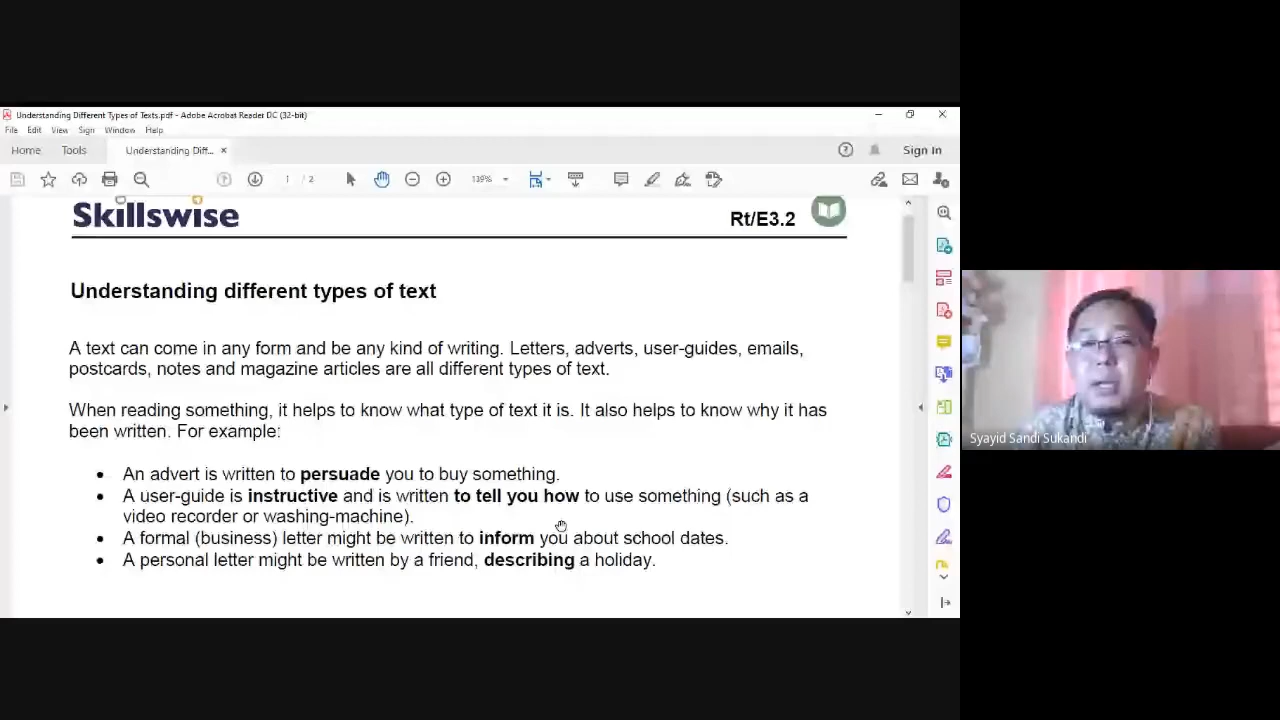 Understanding Different Types of Texts.pdf - Adobe Acrobat Reader DC (32-bit)
File Edit View Sign Window Help
Home Tools Understanding Diff... × Sign In
1 / 2 139%
Skillswise
Rt/E3.2
Understanding different types of text
A text can come in any form and be any kind of writing. Letters, adverts, user-guides, emails,
postcards, notes and magazine articles are all different types of text.
When reading something, it helps to know what type of text it is. It also helps to know why it has
been written. For example:
• An advert is written to persuade you to buy something.
• A user-guide is instructive and is written to tell you how to use something (such as a
video recorder or washing-machine).
• A formal (business) letter might be written to inform you about school dates.
• A personal letter might be written by a friend, describing a holiday.
Syayid Sandi Sukandi